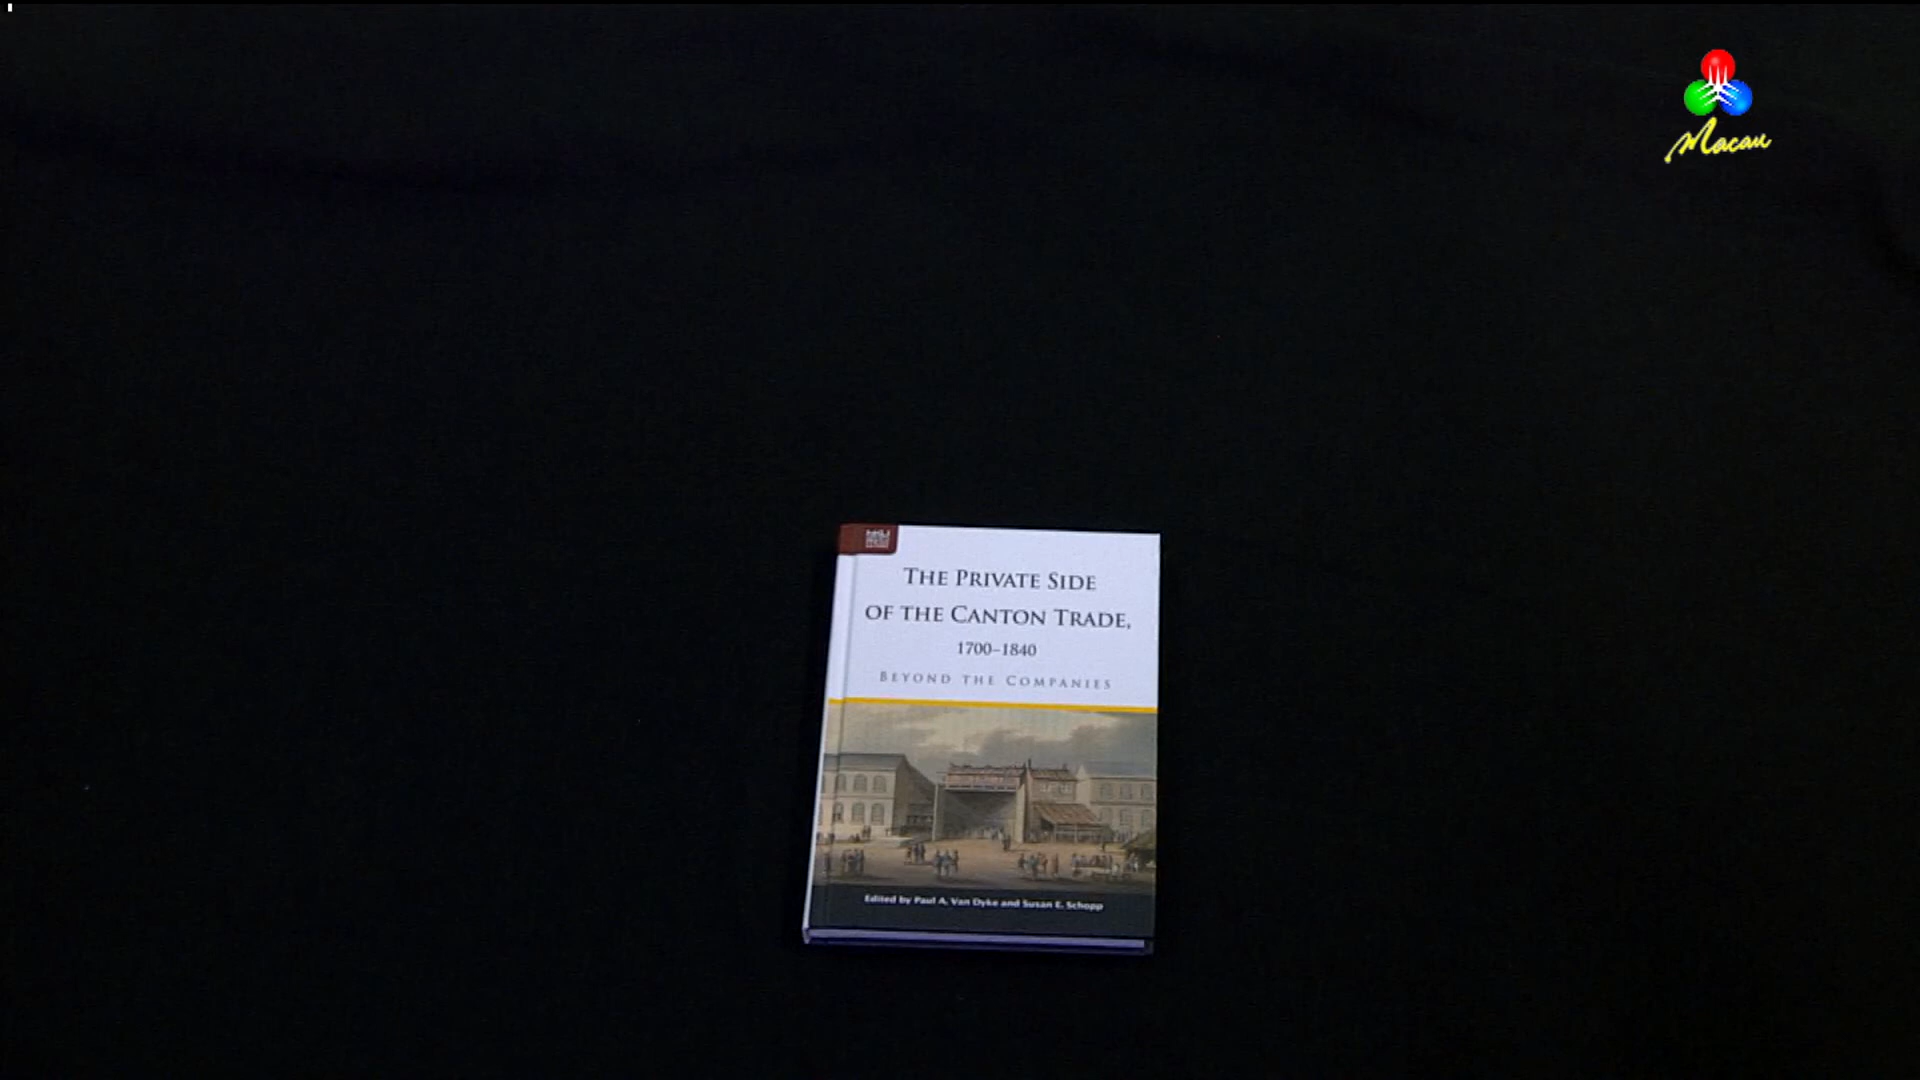 Macau
THE PRIVATE SIDE
OF THE CANTON TRADE,
1700–1840
BEYOND THE COMPANIES
Edited by Paul A. Van Dyke and Susan E. Schopp